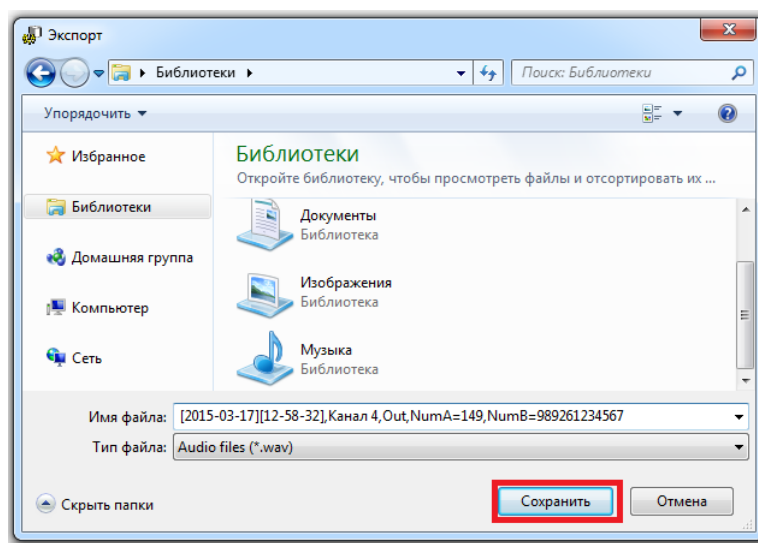 Экспорт
Библиотеки
Поиск: Библиотеки
Упорядочить
Избранное
Библиотеки
Домашняя группа
Компьютер
Сеть
Библиотеки
Откройте библиотеку, чтобы просмотреть файлы и отсортировать их ...
Документы
Библиотека
Изображения
Библиотека
Музыка
Библиотека
Имя файла: [2015-03-17][12-58-32],Канал 4,Out,NumA=149,NumB=989261234567
Тип файла: Audio files (*.wav)
Скрыть папки
Сохранить
Отмена